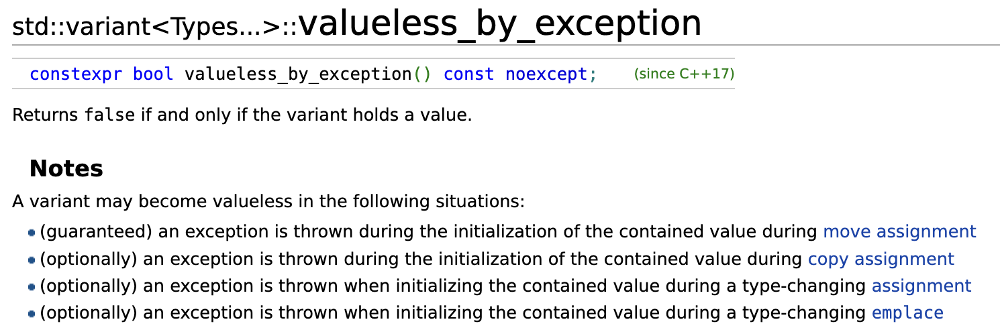 std::variant<Types...>::valueless_by_exception
constexpr bool valueless_by_exception() const noexcept; (since C++17)
Returns false if and only if the variant holds a value.
Notes
A variant may become valueless in the following situations:
• (guaranteed) an exception is thrown during the initialization of the contained value during move assignment
• (optionally) an exception is thrown during the initialization of the contained value during copy assignment
• (optionally) an exception is thrown when initializing the contained value during a type-changing assignment
• (optionally) an exception is thrown when initializing the contained value during a type-changing emplace